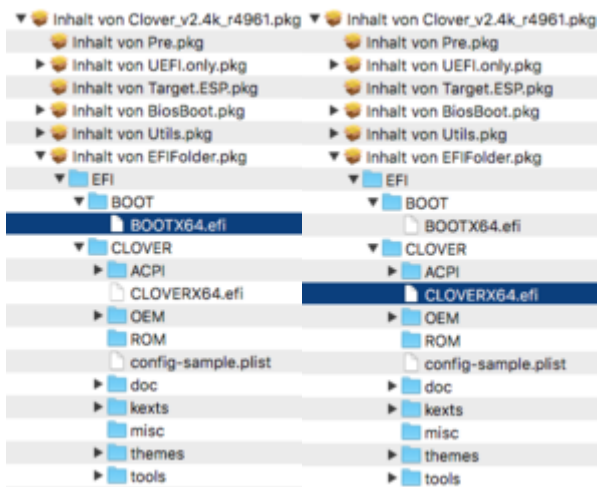 Inhalt von Clover_v2.4k_r4961.pkg
Inhalt von Pre.pkg
Inhalt von UEFI.only.pkg
Inhalt von Target.ESP.pkg
Inhalt von BiosBoot.pkg
Inhalt von Utils.pkg
Inhalt von EFIFolder.pkg
EFI
BOOT
BOOTX64.efi
CLOVER
ACPI
CLOVERX64.efi
OEM
ROM
config-sample.plist
doc
kexts
misc
themes
tools
Inhalt von Clover_v2.4k_r4961.pkg
Inhalt von Pre.pkg
Inhalt von UEFI.only.pkg
Inhalt von Target.ESP.pkg
Inhalt von BiosBoot.pkg
Inhalt von Utils.pkg
Inhalt von EFIFolder.pkg
EFI
BOOT
BOOTX64.efi
CLOVER
ACPI
CLOVERX64.efi
OEM
ROM
config-sample.plist
doc
kexts
misc
themes
tools